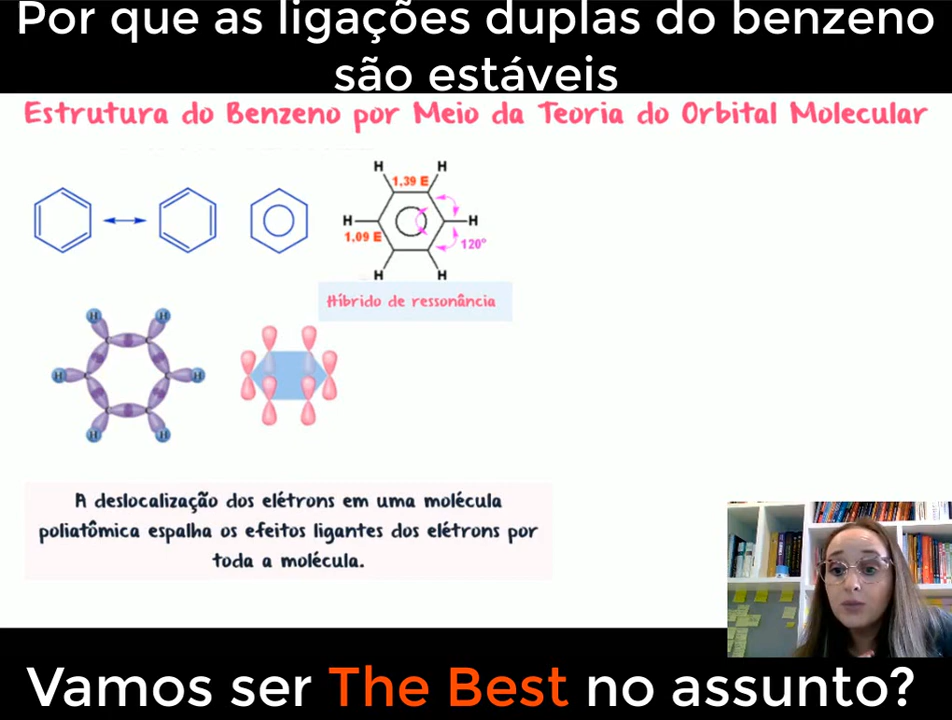 Por que as ligações duplas do benzeno
são estáveis
Estrutura do Benzeno por Meio da Teoria do Orbital Molecular
H H
1,39 E
H H
1,09 E
120°
H H
Híbrido de ressonância
H H
H H
H H
A deslocalização dos elétrons em uma molécula
poliatômica espalha os efeitos ligantes dos elétrons por
toda a molécula.
Vamos ser The Best no assunto?